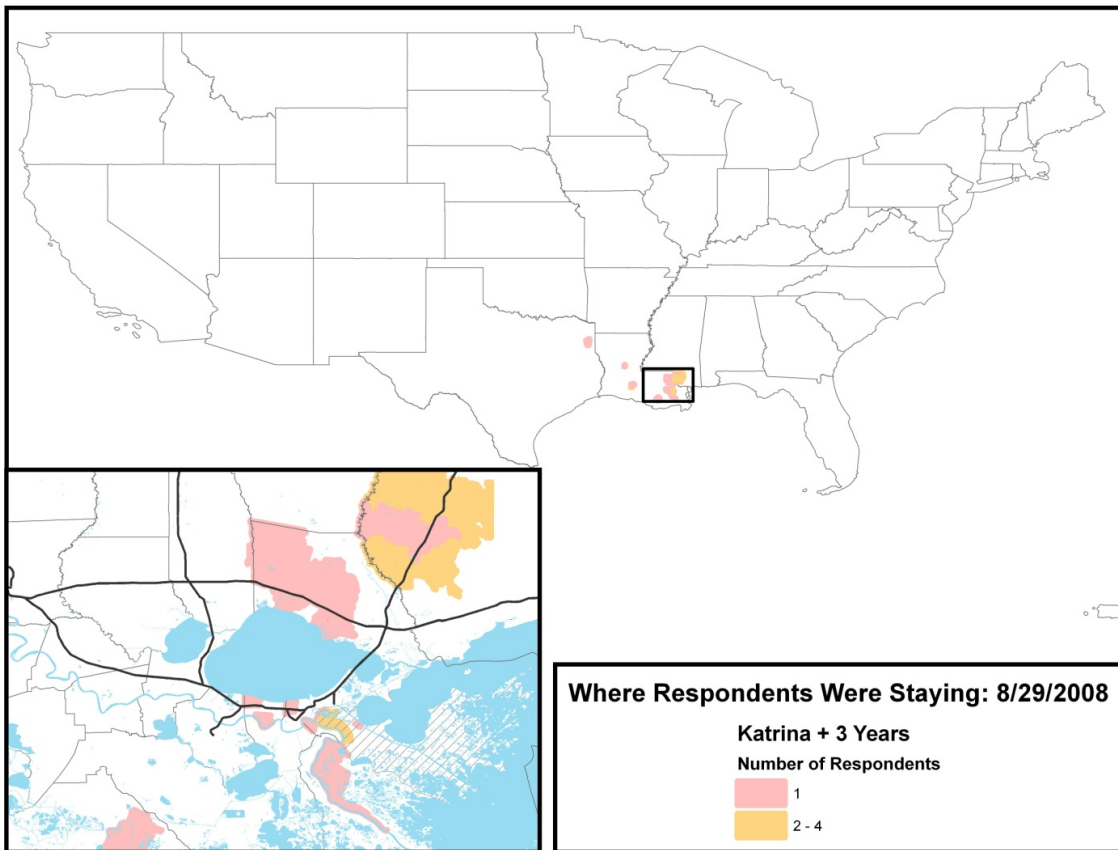 Where Respondents Were Staying: 8/29/2008
Katrina + 3 Years
Number of Respondents
1
2 - 4